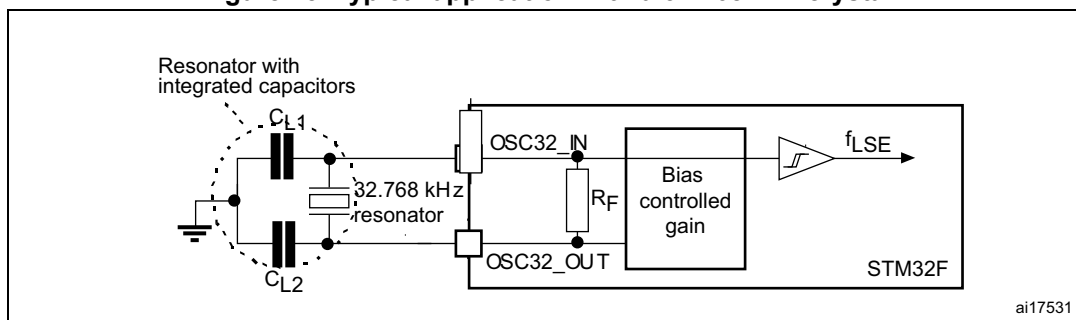 Resonator with
integrated capacitors
CL1
OSC32_IN
fLSE
32.768 kHz
resonator
RF
Bias
controlled
gain
OSC32_OUT
STM32F
CL2
ai17531